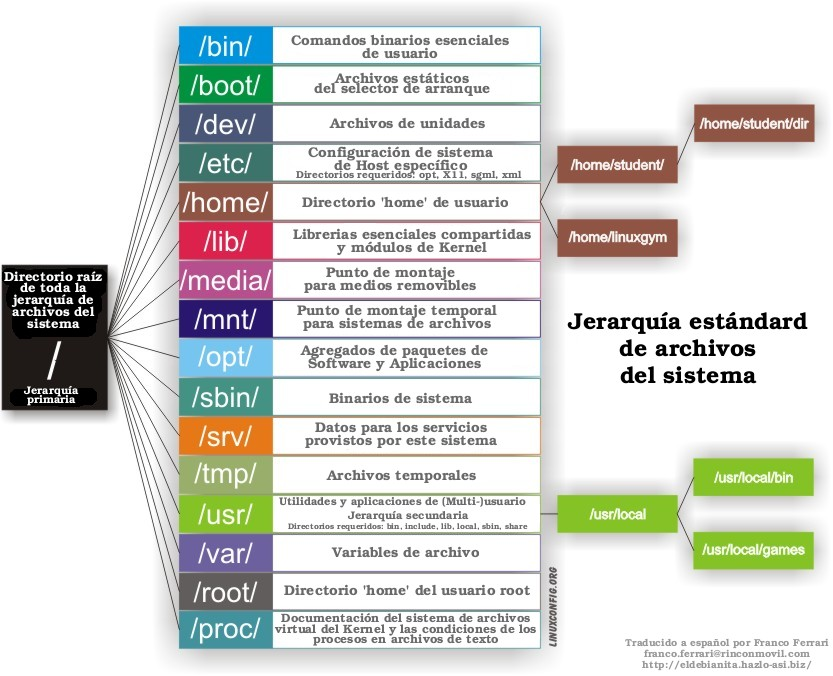 Directorio raíz
de toda la
jerarquía de
archivos del
sistema
/
Jerarquía
primaria
/bin/
Comandos binarios esenciales
de usuario
/boot/
Archivos estáticos
del selector de arranque
/dev/
Archivos de unidades
/etc/
Configuración de sistema
de Host específico
Directorios requeridos: opt, X11, sgml, xml
/home/
Directorio 'home' de usuario
/home/student/
/home/student/dir
/home/linuxgym
/lib/
Librerias esenciales compartidas
y módulos de Kernel
/media/
Punto de montaje
para medios removibles
/mnt/
Punto de montaje temporal
para sistemas de archivos
/opt/
Agregados de paquetes de
Software y Aplicaciones
/sbin/
Binarios de sistema
/srv/
Datos para los servicios
provistos por este sistema
/tmp/
Archivos temporales
/usr/
Utilidades y aplicaciones de (Multi-)usuario
Jerarquía secundaria
Directorios requeridos: bin, include, lib, local, sbin, share
/usr/local
/usr/local/bin
/usr/local/games
/var/
Variables de archivo
/root/
Directorio 'home' del usuario root
/proc/
Documentación del sistema de archivos
virtual del Kernel y las condiciones de los
procesos en archivos de texto
Jerarquía estándard
de archivos
del sistema
LINUXCONFIG.ORG
Traducido a español por Franco Ferrari
franco.ferrari@rinconmovil.com
http://eldebianita.hazlo-asi.biz/